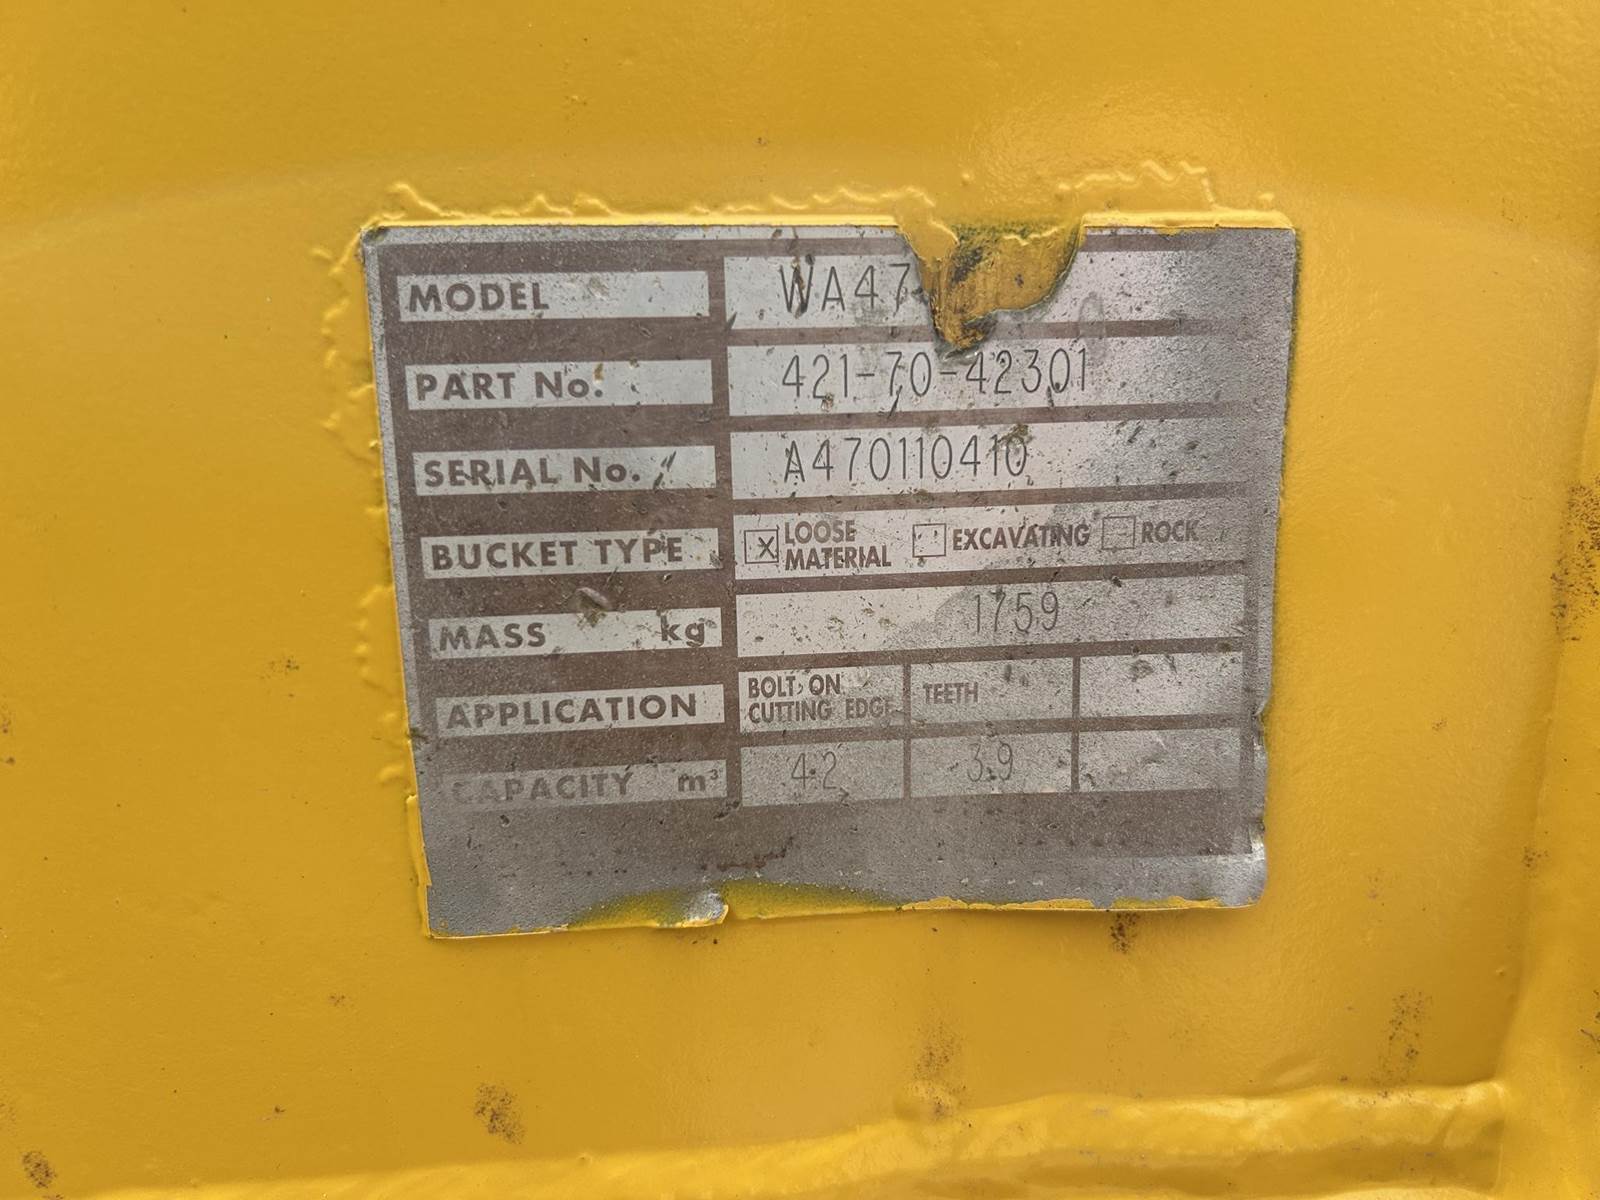 MODEL WA47
PART No. 421-70-42301
SERIAL No. A470110410
BUCKET TYPE x LOOSE MATERIAL EXCAVATING ROCK
MASS kg 1759
APPLICATION BOLT ON CUTTING EDGE TEETH
CAPACITY m³ 4.2 3.9